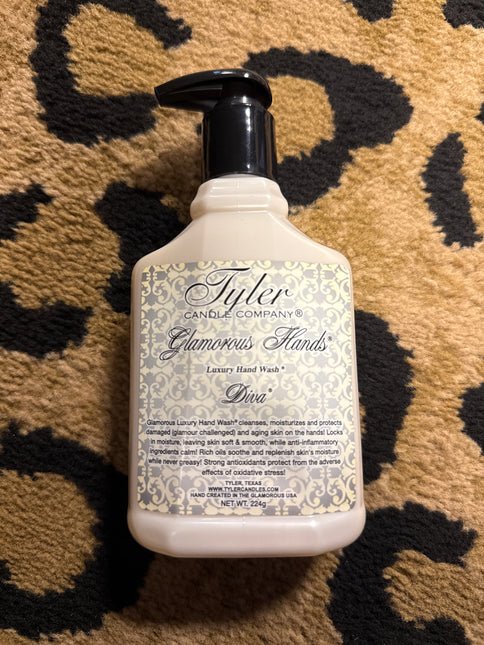 Tyler
CANDLE COMPANY®
Glamorous Hands®
Luxury Hand Wash®
Diva®
Glamorous Luxury Hand Wash® cleanses, moisturizes and protects
damaged (glamour challenged) and aging skin on the hands! Locks
in moisture, leaving skin soft & smooth, while anti-inflammatory
ingredients calm! Rich oils soothe and replenish skin's moisture
while never greasy! Strong antioxidants protect from the adverse
effects of oxidative stress!
TYLER, TEXAS
WWW.TYLERCANDLES.COM
HAND CREATED IN THE GLAMOROUS USA
NET WT. 224g